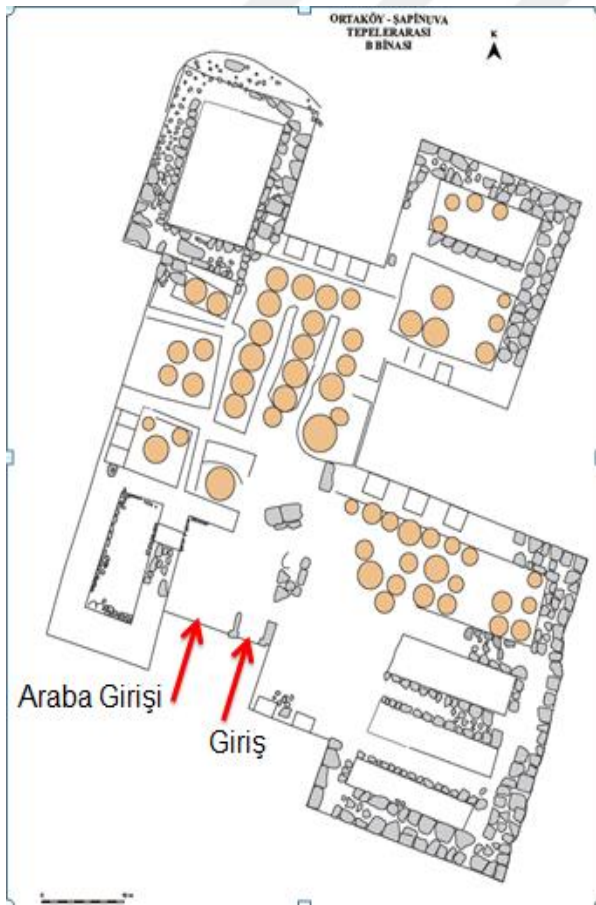 ORTAKÖY - ŞAPİNUVA
TEPELERARASI
B BİNASI
K
Araba Girişi
Giriş